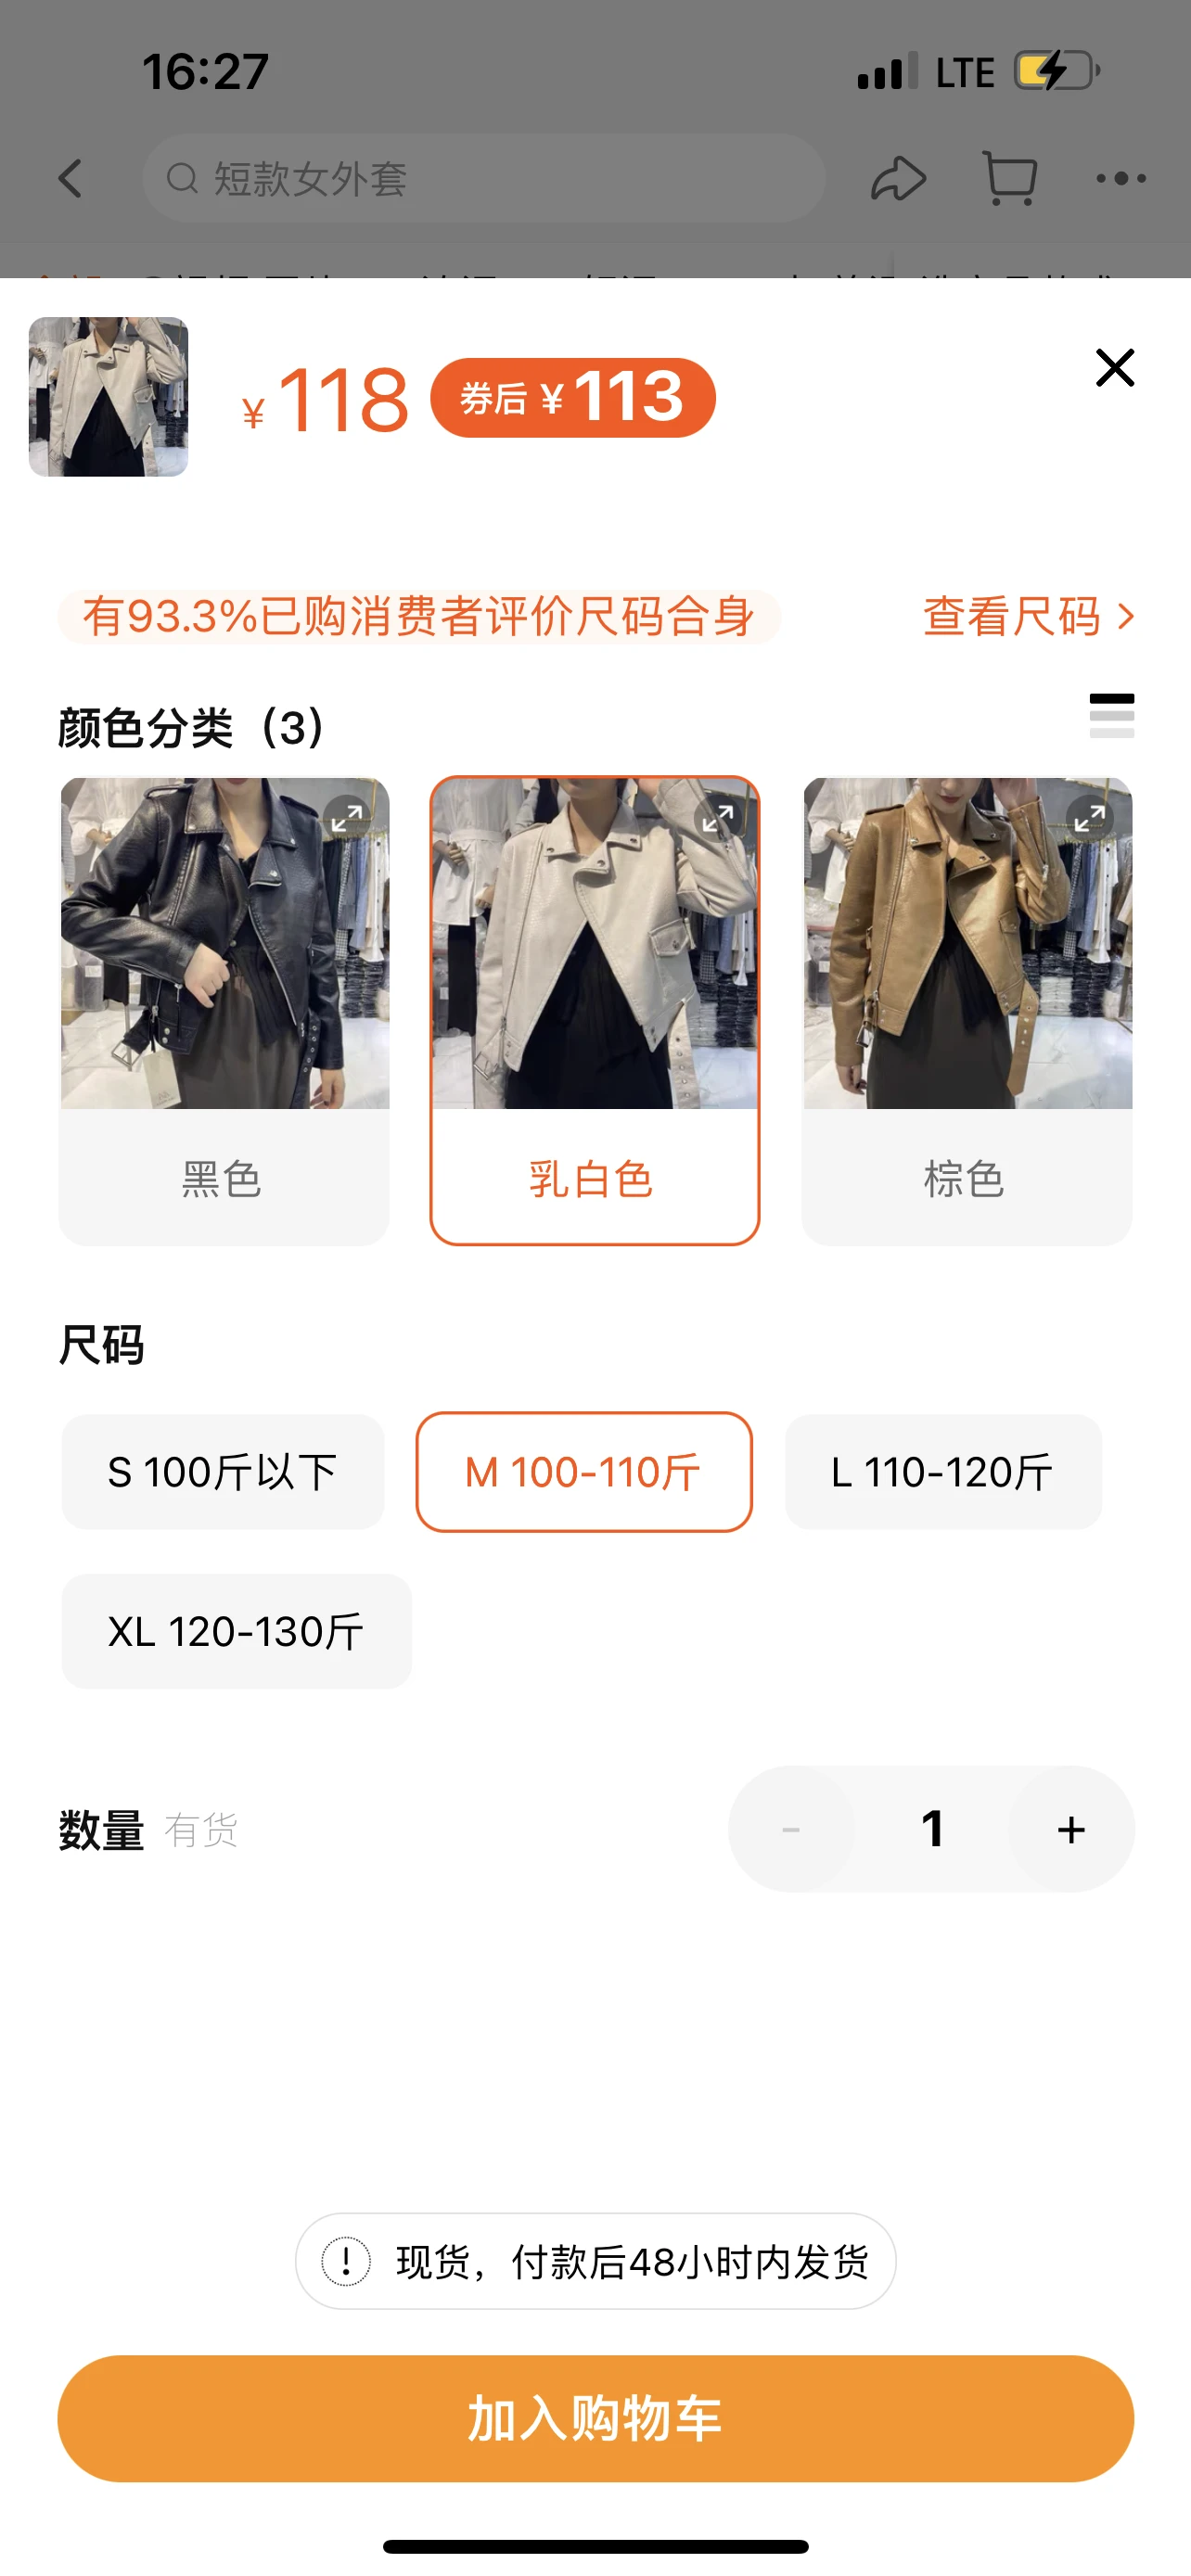 16:27 LTE
短款女外套
¥118 券后 ¥113
有93.3%已购消费者评价尺码合身 查看尺码
颜色分类（3）
黑色 乳白色 棕色
尺码
S 100斤以下 M 100-110斤 L 110-120斤
XL 120-130斤
数量 有货 - 1 +
现货，付款后48小时内发货
加入购物车